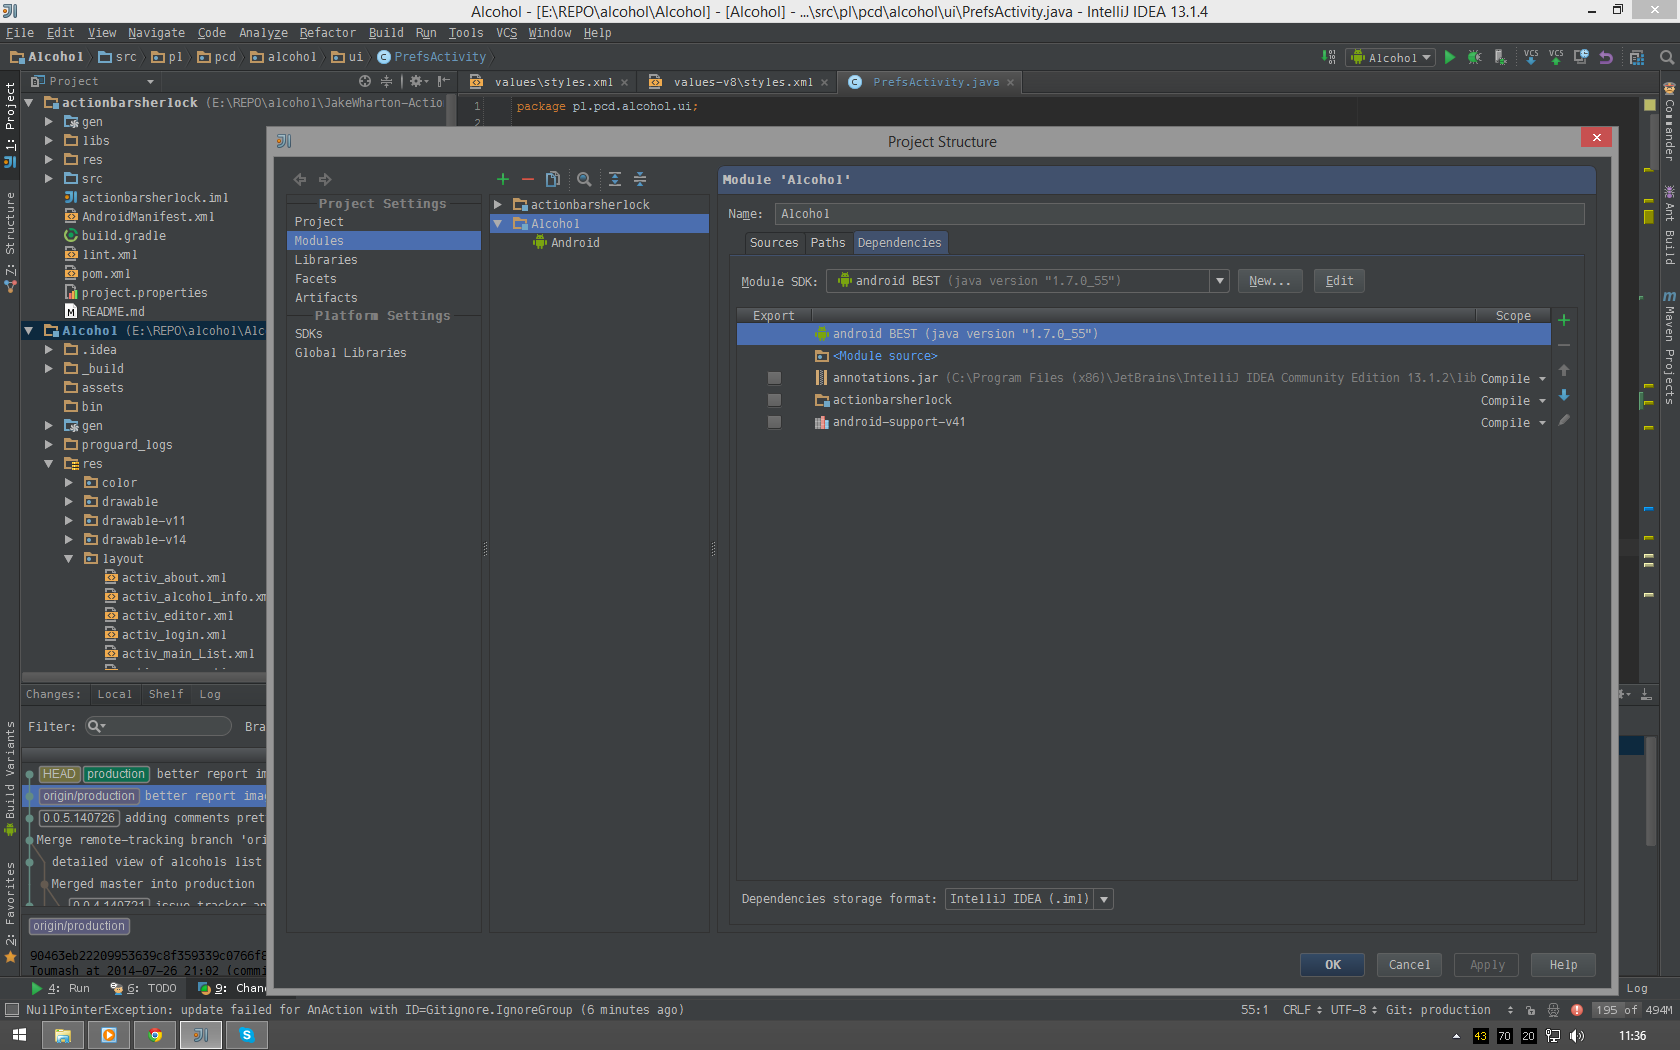 Alcohol - [E:\REPO\alcohol\Alcohol] - [Alcohol] - ...\src\pl\pcd\alcohol\ui\PrefsActivity.java - IntelliJ IDEA 13.1.4
File Edit View Navigate Code Analyze Refactor Build Run Tools VCS Window Help
Alcohol src pl pcd alcohol ui PrefsActivity
Alcohol
VCS VCS
Project
values\styles.xml values-v8\styles.xml PrefsActivity.java
1 package pl.pcd.alcohol.ui;
2
1: Project
Z: Structure
Build Variants
2: Favorites
Commander
Ant Build
Maven Projects
actionbarsherlock (E:\REPO\alcohol\JakeWharton-Actio
gen
libs
res
src
actionbarsherlock.iml
AndroidManifest.xml
build.gradle
lint.xml
pom.xml
project.properties
README.md
Alcohol (E:\REPO\alcohol\Alc
.idea
_build
assets
bin
gen
proguard_logs
res
color
drawable
drawable-v11
drawable-v14
layout
activ_about.xml
activ_alcohol_info.xm
activ_editor.xml
activ_login.xml
activ_main_List.xml
Project Structure
Project Settings
Project
Modules
Libraries
Facets
Artifacts
Platform Settings
SDKs
Global Libraries
actionbarsherlock
Alcohol
Android
Module 'Alcohol'
Name: Alcohol
Sources Paths Dependencies
Module SDK: android BEST (java version "1.7.0_55") New... Edit
Export Scope
android BEST (java version "1.7.0_55")
<Module source>
annotations.jar (C:\Program Files (x86)\JetBrains\IntelliJ IDEA Community Edition 13.1.2\lib Compile
actionbarsherlock Compile
android-support-v41 Compile
Dependencies storage format: IntelliJ IDEA (.iml)
OK Cancel Apply Help
Changes: Local Shelf Log
Filter: Bra
HEAD production better report im
origin/production better report imag
0.0.5.140726 adding comments pret
Merge remote-tracking branch 'ori
detailed view of alcohols list
Merged master into production
0.0.4.140721 issue tracker an
origin/production
90463eb22209953639c8f359339c0766f8
Toumash at 2014-07-26 21:02 (commi
4: Run 6: TODO 9: Chan Log
NullPointerException: update failed for AnAction with ID=Gitignore.IgnoreGroup (6 minutes ago)
55:1 CRLF UTF-8 Git: production 195 of 494M
43 70 20 11:36